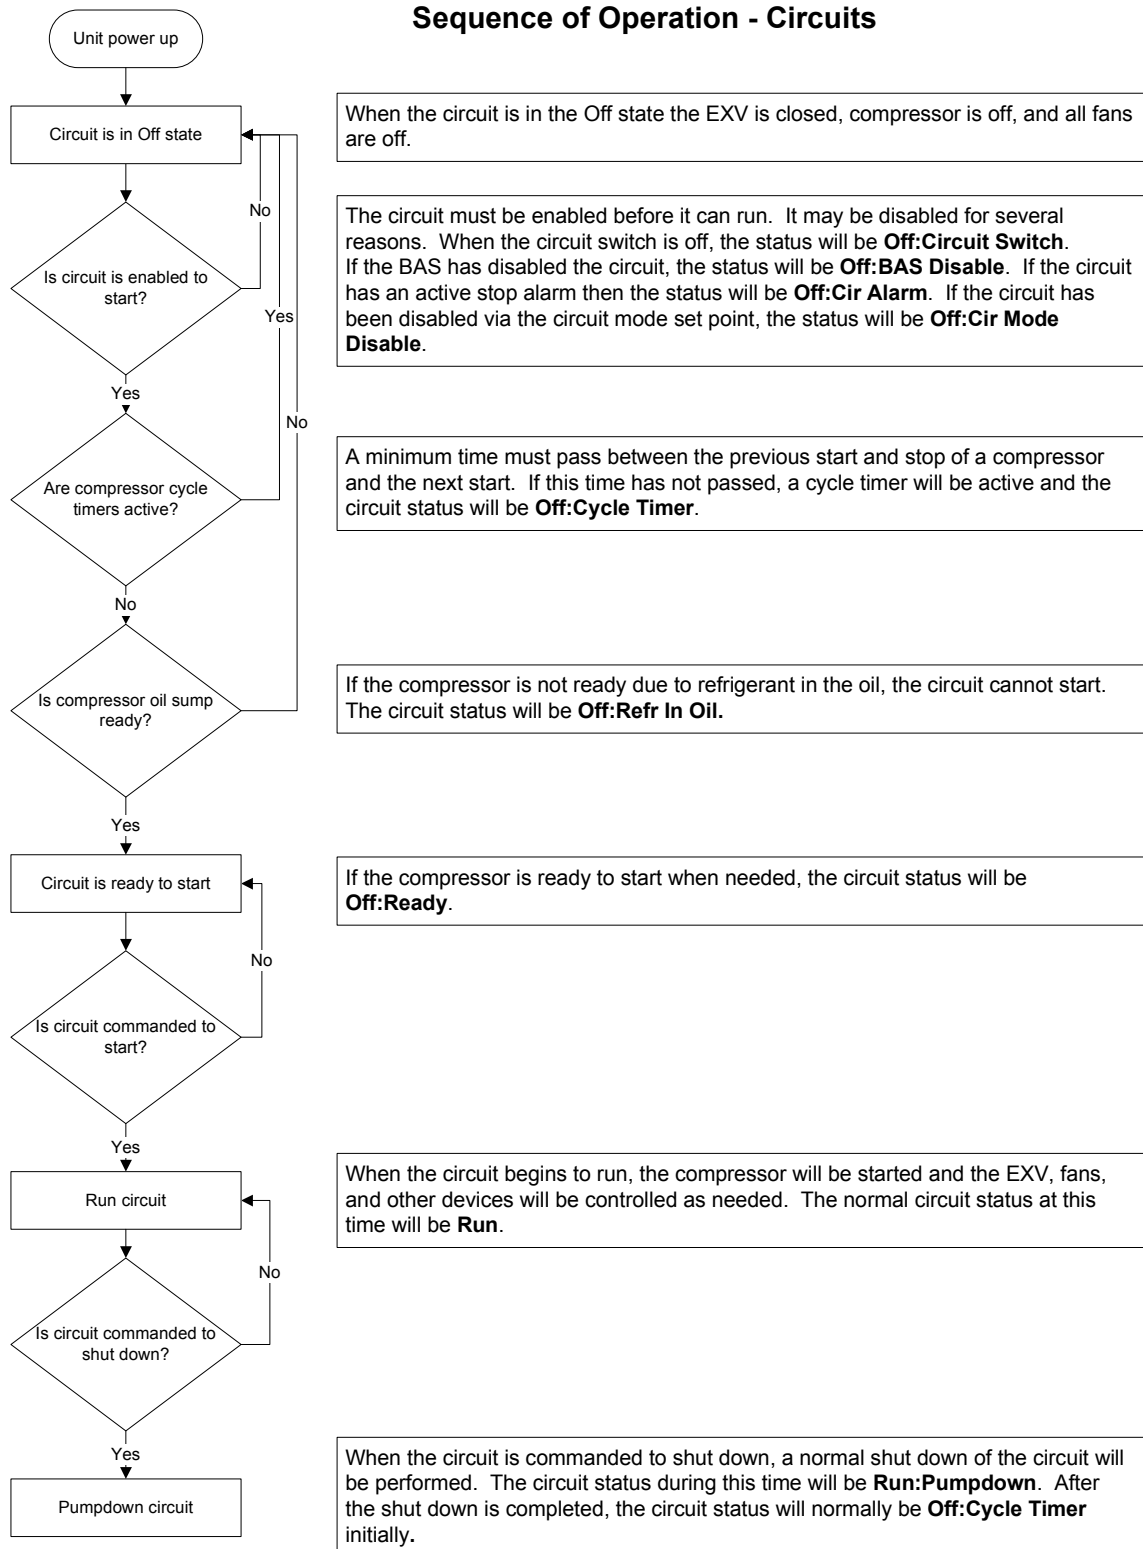 Sequence of Operation - Circuits
Unit power up
Circuit is in Off state
When the circuit is in the Off state the EXV is closed, compressor is off, and all fans
are off.
No
Is circuit is enabled to
start?
The circuit must be enabled before it can run. It may be disabled for several
reasons. When the circuit switch is off, the status will be Off:Circuit Switch.
If the BAS has disabled the circuit, the status will be Off:BAS Disable. If the circuit
has an active stop alarm then the status will be Off:Cir Alarm. If the circuit has
been disabled via the circuit mode set point, the status will be Off:Cir Mode
Disable.
Yes
Yes
No
Are compressor cycle
timers active?
A minimum time must pass between the previous start and stop of a compressor
and the next start. If this time has not passed, a cycle timer will be active and the
circuit status will be Off:Cycle Timer.
No
Is compressor oil sump
ready?
If the compressor is not ready due to refrigerant in the oil, the circuit cannot start.
The circuit status will be Off:Refr In Oil.
Yes
Circuit is ready to start
If the compressor is ready to start when needed, the circuit status will be
Off:Ready.
No
Is circuit commanded to
start?
Yes
Run circuit
When the circuit begins to run, the compressor will be started and the EXV, fans,
and other devices will be controlled as needed. The normal circuit status at this
time will be Run.
No
Is circuit commanded to
shut down?
Yes
Pumpdown circuit
When the circuit is commanded to shut down, a normal shut down of the circuit will
be performed. The circuit status during this time will be Run:Pumpdown. After
the shut down is completed, the circuit status will normally be Off:Cycle Timer
initially.